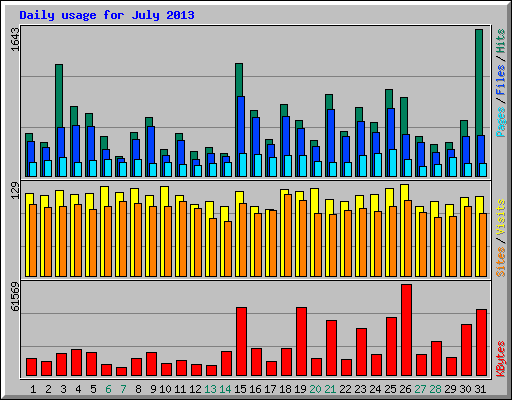 Daily usage for July 2013
1643
Pages / Files / Hits
129
Sites / Visits
61569
KBytes
1 2 3 4 5 6 7 8 9 10 11 12 13 14 15 16 17 18 19 20 21 22 23 24 25 26 27 28 29 30 31